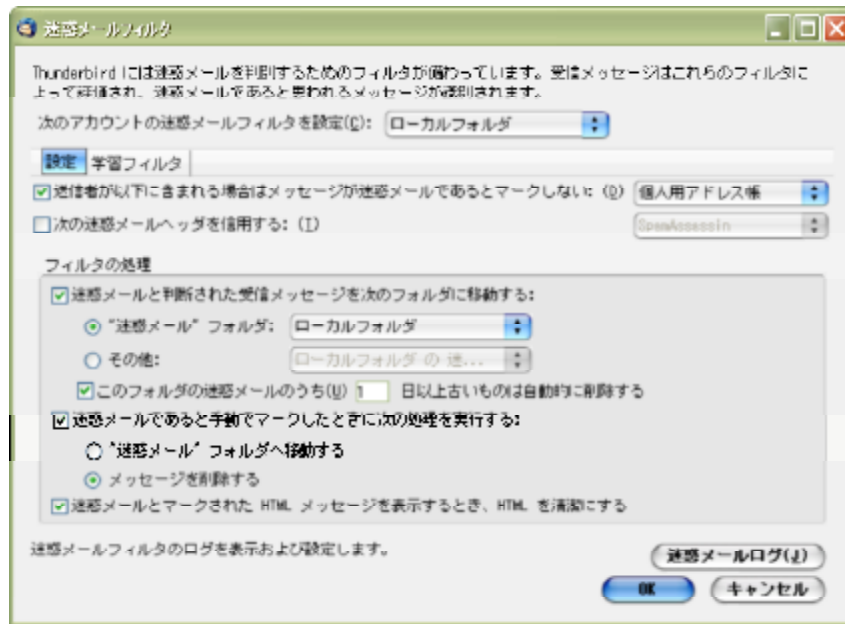 迷惑メールフィルタ
Thunderbird には迷惑メールを判別するためのフィルタが備わっています。受信メッセージはこれらのフィルタに
よって評価され、迷惑メールであると思われるメッセージが識別されます。
次のアカウントの迷惑メールフィルタを設定(C): ローカルフォルダ
設定 学習フィルタ
送信者が以下に含まれる場合はメッセージが迷惑メールであるとマークしない: (D) 個人用アドレス帳
次の迷惑メールヘッダを信用する: (I) SpamAssassin
フィルタの処理
迷惑メールと判断された受信メッセージを次のフォルダに移動する:
"迷惑メール" フォルダ: ローカルフォルダ
その他: ローカルフォルダ の 迷...
このフォルダの迷惑メールのうち(U) 1 日以上古いものは自動的に削除する
迷惑メールであると手動でマークしたときに次の処理を実行する:
"迷惑メール" フォルダへ移動する
メッセージを削除する
迷惑メールとマークされた HTML メッセージを表示するとき、HTML を清潔にする
迷惑メールフィルタのログを表示および設定します。
迷惑メールログ(J)
OK キャンセル